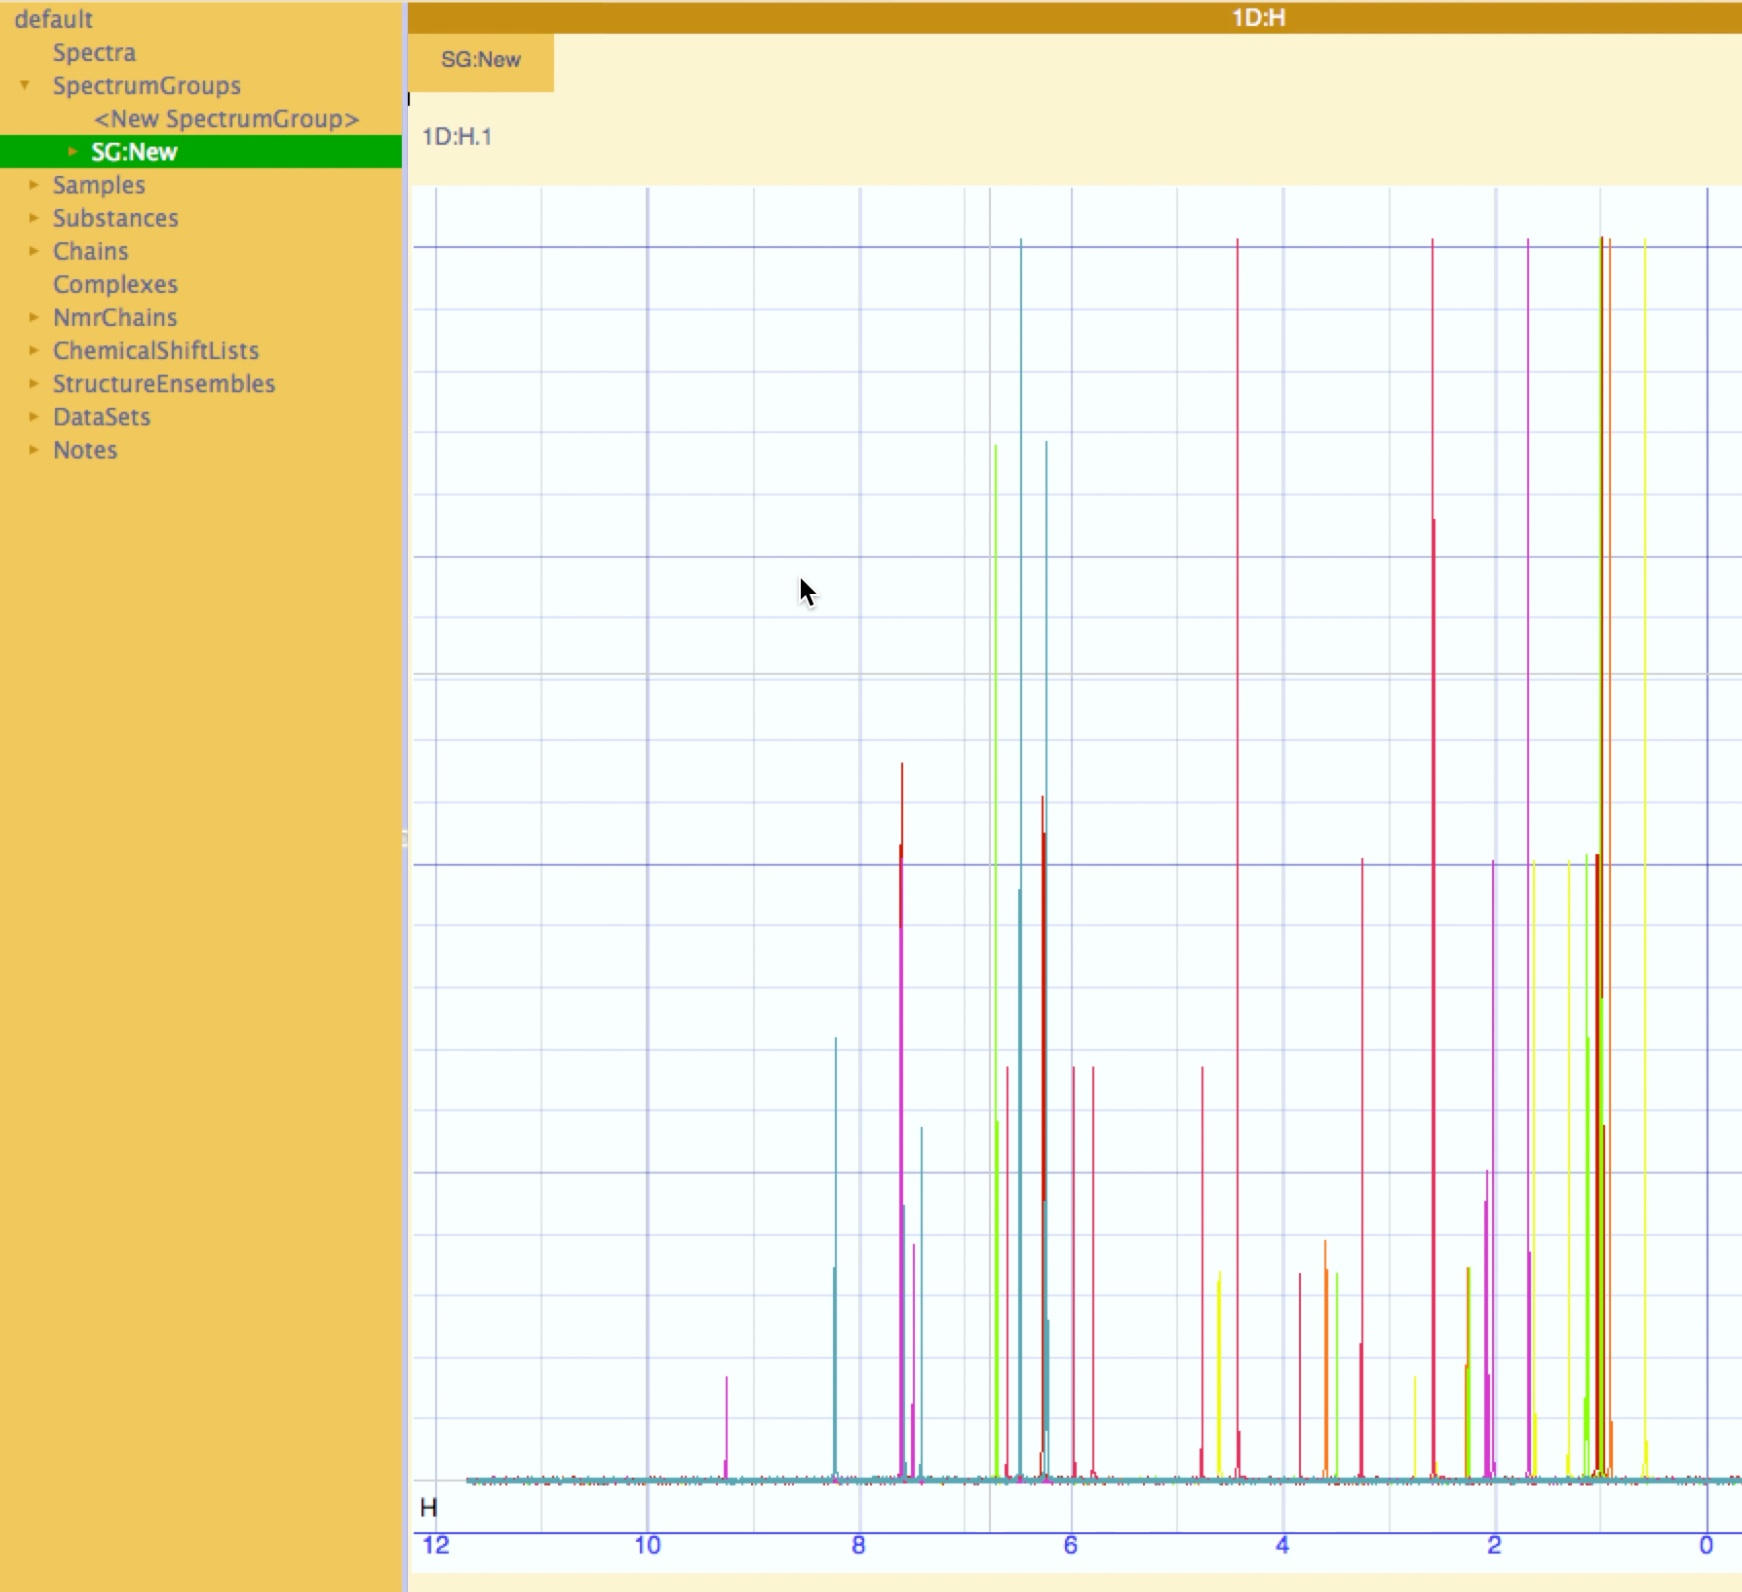 default
Spectra
SpectrumGroups
<New SpectrumGroup>
SG:New
Samples
Substances
Chains
Complexes
NmrChains
ChemicalShiftLists
StructureEnsembles
DataSets
Notes
1D:H
SG:New
1D:H.1
H
12 10 8 6 4 2 0